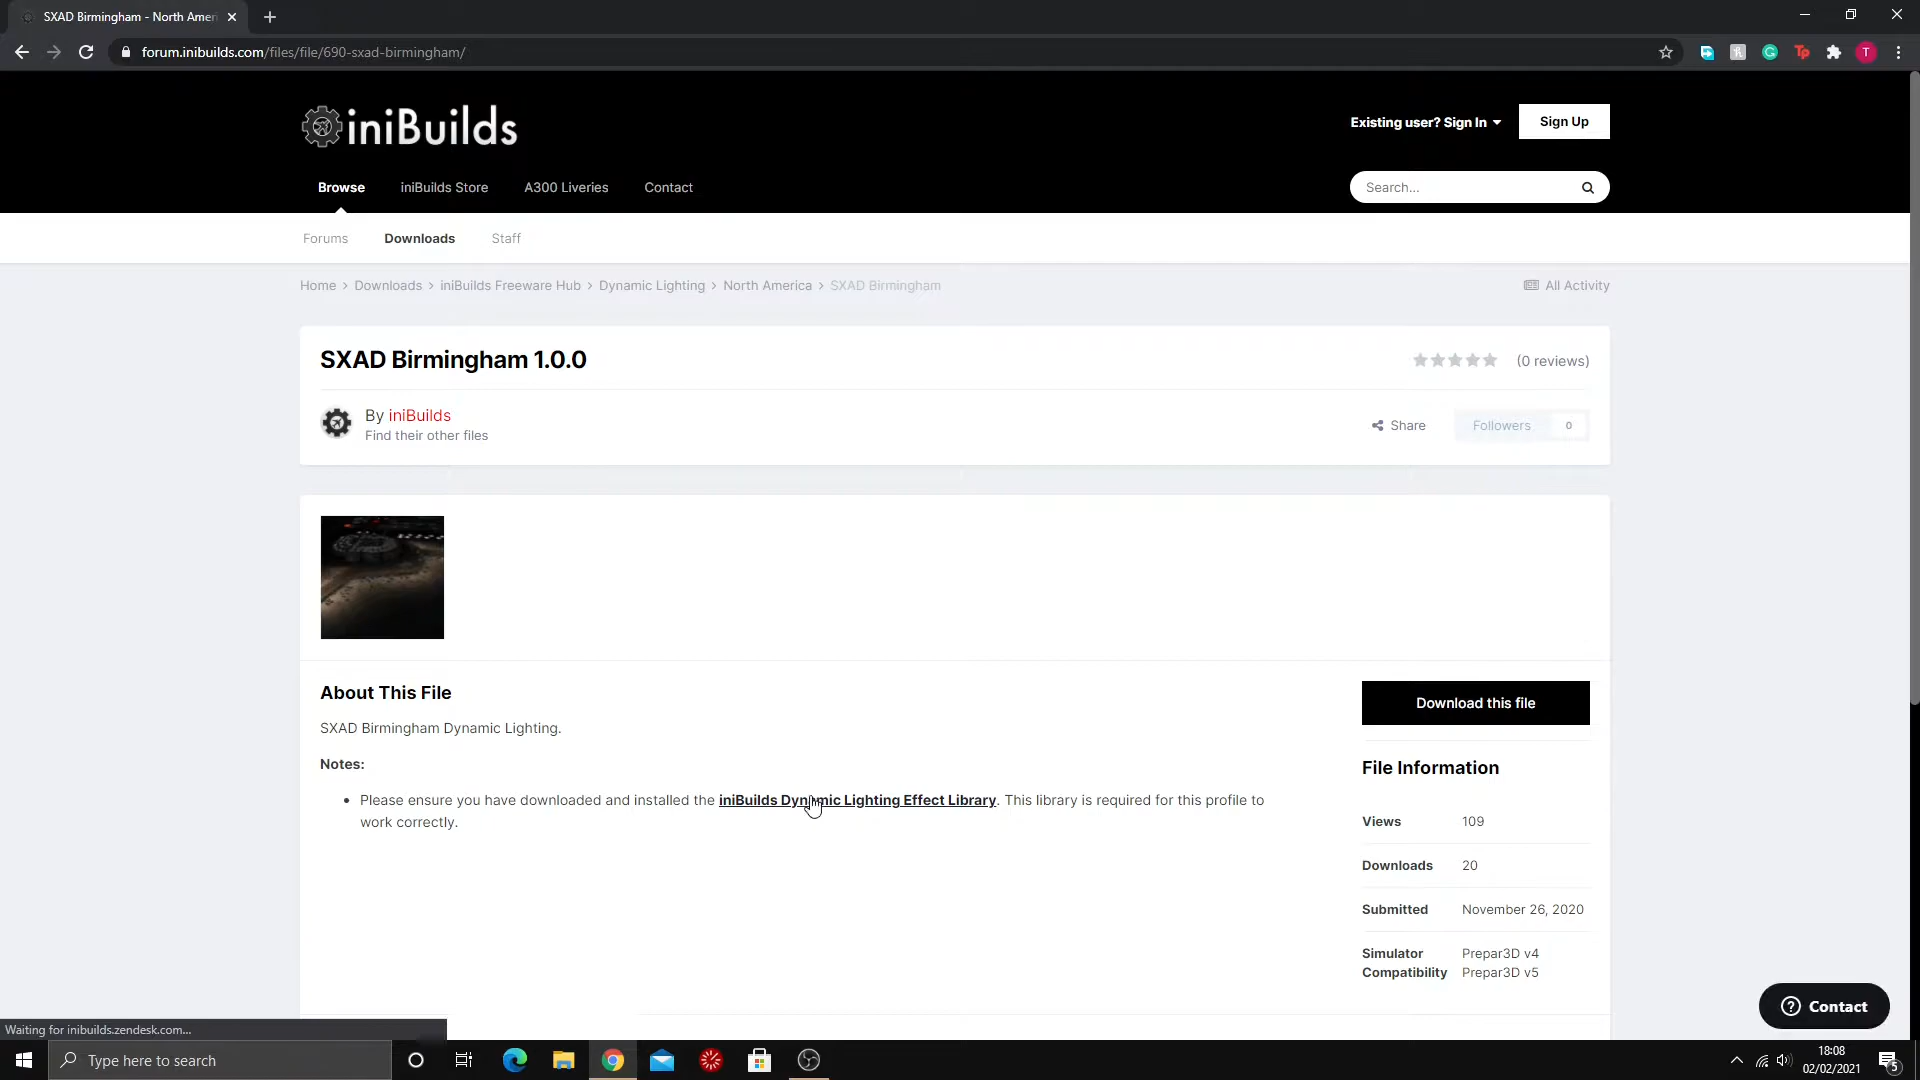 SXAD Birmingham - North Ameri
forum.inibuilds.com/files/file/690-sxad-birmingham/
T
iniBuilds
Existing user? Sign In
Sign Up
Browse
iniBuilds Store
A300 Liveries
Contact
Search...
Forums
Downloads
Staff
Home > Downloads > iniBuilds Freeware Hub > Dynamic Lighting > North America > SXAD Birmingham
All Activity
SXAD Birmingham 1.0.0
(0 reviews)
By iniBuilds
Find their other files
Share
Followers 0
About This File
Download this file
SXAD Birmingham Dynamic Lighting.
Notes:
• Please ensure you have downloaded and installed the iniBuilds Dynamic Lighting Effect Library. This library is required for this profile to
work correctly.
File Information
Views 109
Downloads 20
Submitted November 26, 2020
Simulator Prepar3D v4
Compatibility Prepar3D v5
Contact
Waiting for inibuilds.zendesk.com...
Type here to search
18:08
02/02/2021
5